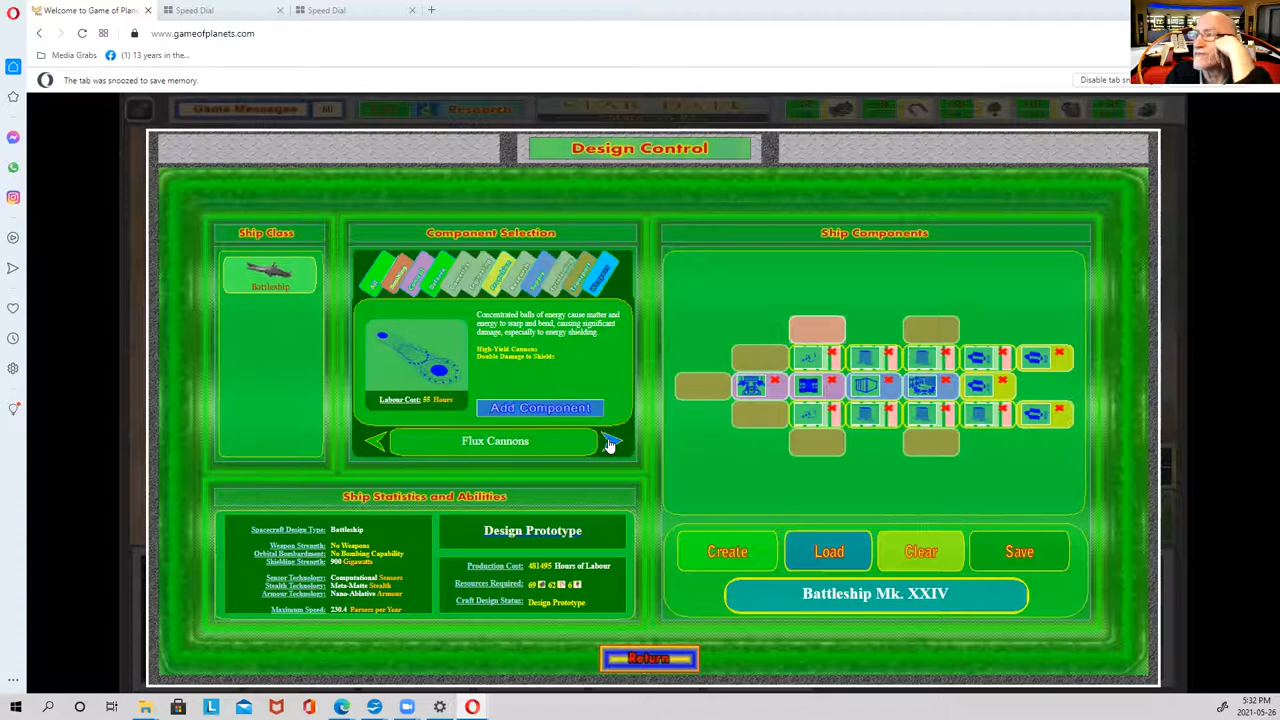 Welcome to Game of Plane
Speed Dial
Speed Dial
www.gameofplanets.com
Media Grabs
(1) 13 years in the...
The tab was snoozed to save memory.
Disable tab sn
Game Messages
60
Research
Design Control
Ship Class
Component Selection
Ship Components
Battleship
All
Weapons
Concentrated balls of energy cause matter and
energy to warp and bend, causing significant
damage, especially to energy shielding.
High-Yield Cannons
Double Damage to Shields
Labour Cost: 55 Hours
Add Component
Flux Cannons
Ship Statistics and Abilities
Spacecraft Design Type: Battleship
Weapon Strength: No Weapons
Orbital Bombardment: No Bombing Capability
Shielding Strength: 900 Gigawatts
Sensor Technology: Computational Sensors
Stealth Technology: Meta-Matte Stealth
Armour Technology: Nano-Ablative Armour
Maximum Speed: 230.4 Parsecs per Year
Design Prototype
Production Cost: 481495 Hours of Labour
Resources Required: 69 62 6
Craft Design Status: Design Prototype
Create
Load
Clear
Save
Battleship Mk. XXIV
Return
5:32 PM
2021-05-26